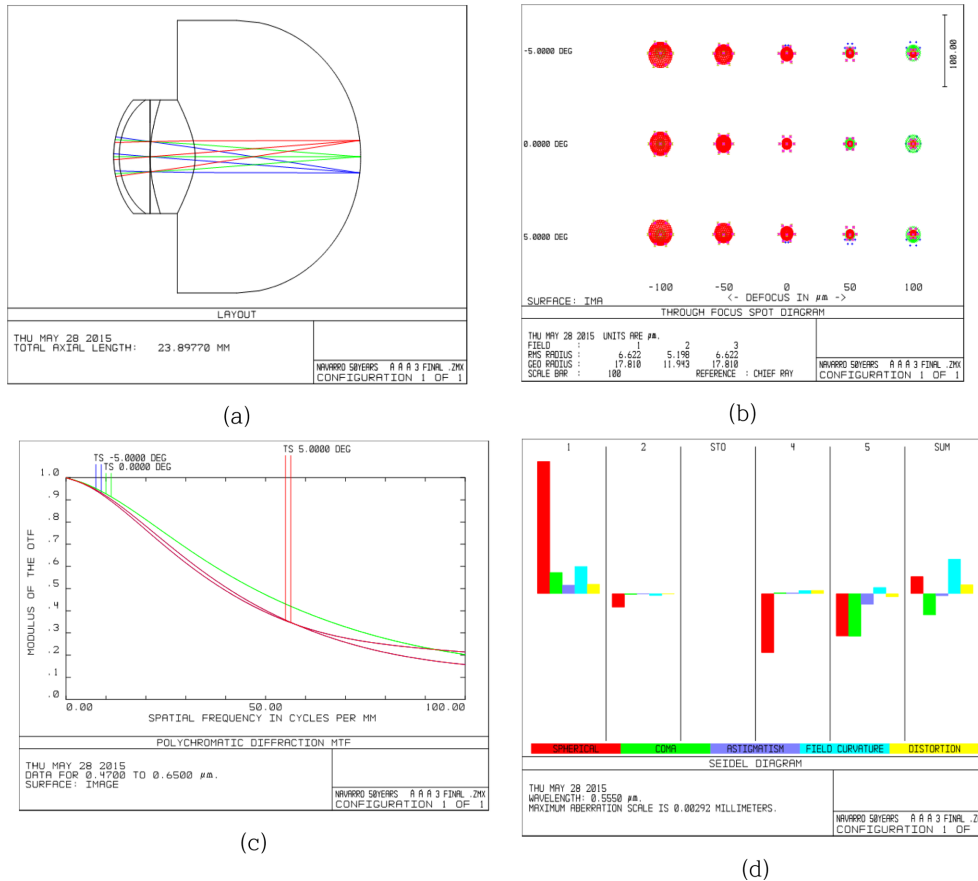 LAYOUT
THU MAY 28 2015
TOTAL AXIAL LENGTH: 23.89770 MM
NAVARRO 50YEARS A A A 3 FINAL .ZMX
CONFIGURATION 1 OF 1
(a)
-5.0000 DEG
100.00
0.0000 DEG
5.0000 DEG
-100 -50 0 50 100
SURFACE: IMA
<- DEFOCUS IN µm ->
THROUGH FOCUS SPOT DIAGRAM
THU MAY 28 2015 UNITS ARE µm.
FIELD : 1 2 3
RMS RADIUS : 6.622 5.198 6.622
GEO RADIUS : 17.810 11.943 17.810
SCALE BAR : 100 REFERENCE : CHIEF RAY
NAVARRO 50YEARS A A A 3 FINAL .ZMX
CONFIGURATION 1 OF 1
(b)
TS -5.0000 DEG
TS 0.0000 DEG
TS 5.0000 DEG
1.0
.9
.8
.7
.6
.5
.4
.3
.2
.1
.0
MODULUS OF THE OTF
0.00 50.00 100.00
SPATIAL FREQUENCY IN CYCLES PER MM
POLYCHROMATIC DIFFRACTION MTF
THU MAY 28 2015
DATA FOR 0.4700 TO 0.6500 µm.
SURFACE: IMAGE
NAVARRO 50YEARS A A A 3 FINAL .ZMX
CONFIGURATION 1 OF 1
(c)
1 2 STO 4 5 SUM
SPHERICAL COMA ASTIGMATISM FIELD CURVATURE DISTORTION
SEIDEL DIAGRAM
THU MAY 28 2015
WAVELENGTH: 0.5550 µm.
MAXIMUM ABERRATION SCALE IS 0.00292 MILLIMETERS.
NAVARRO 50YEARS A A A 3 FINAL .Z
CONFIGURATION 1 OF
(d)